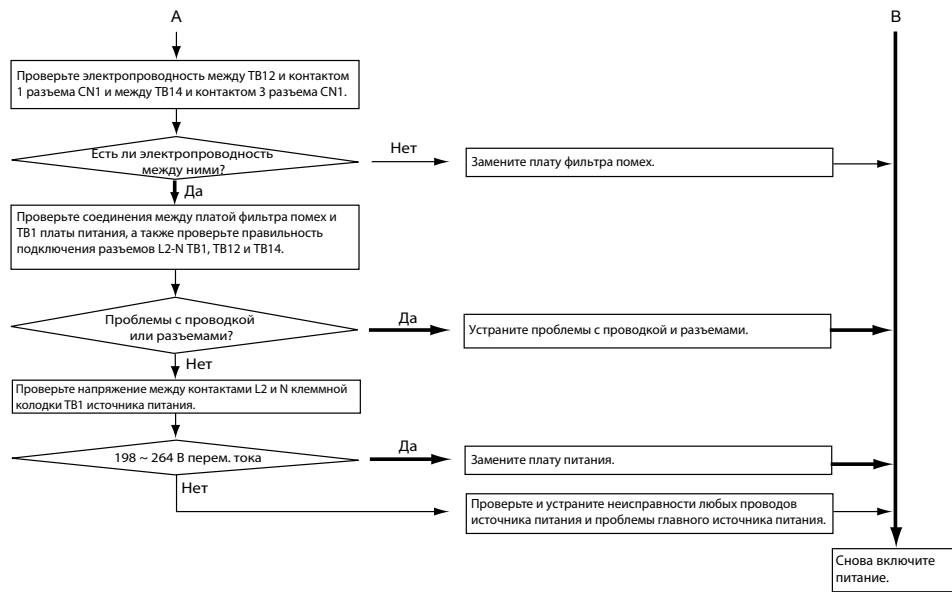 A
B
Проверьте электропроводность между TB12 и контактом
1 разъема CN1 и между TB14 и контактом 3 разъема CN1.
Есть ли электропроводность
между ними?
Нет
Замените плату фильтра помех.
Да
Проверьте соединения между платой фильтра помех и
TB1 платы питания, а также проверьте правильность
подключения разъемов L2-N TB1, TB12 и TB14.
Проблемы с проводкой
или разъемами?
Да
Устраните проблемы с проводкой и разъемами.
Нет
Проверьте напряжение между контактами L2 и N клеммной
колодки TB1 источника питания.
198 ~ 264 В перем. тока
Да
Замените плату питания.
Нет
Проверьте и устраните неисправности любых проводов
источника питания и проблемы главного источника питания.
Снова включите
питание.